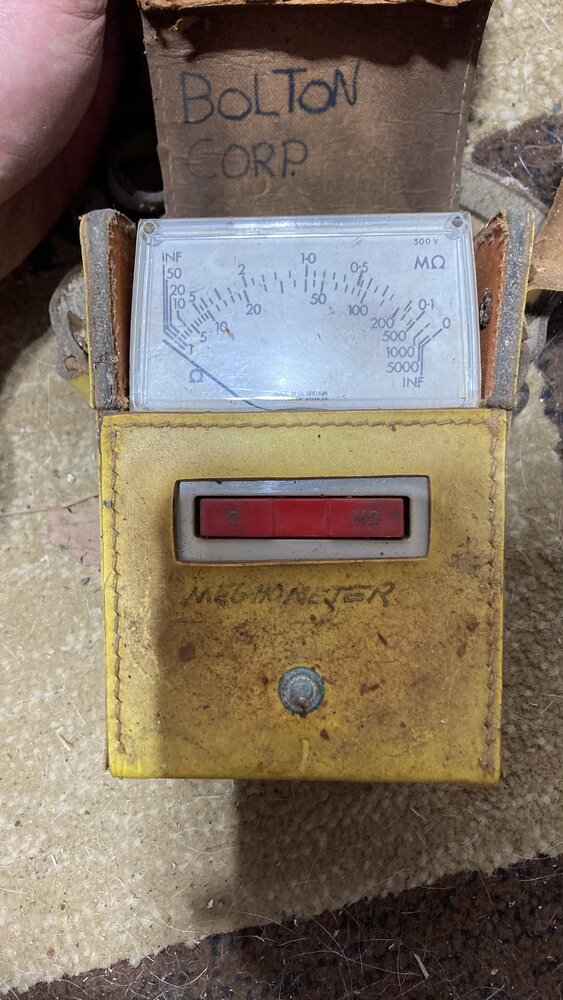 BOLTON
CORP.
500 V
INF
MΩ
50
20
10
5
2
1·0
0·5
0·1
0
1
5
10
20
50
100
200
500
1000
5000
INF
Ω
MADE IN GT. BRITAIN
Ω MΩ
MEGHOMETER